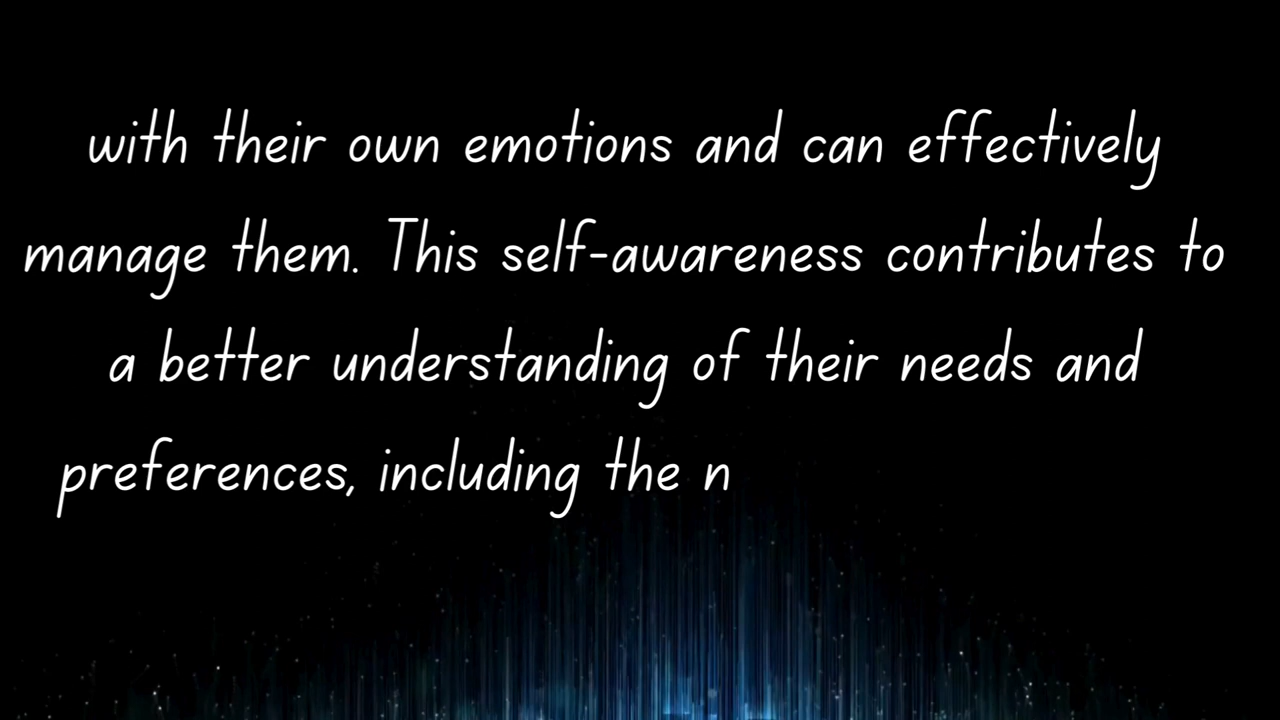 with their own emotions and can effectively
manage them. This self-awareness contributes to
a better understanding of their needs and
preferences, including the n